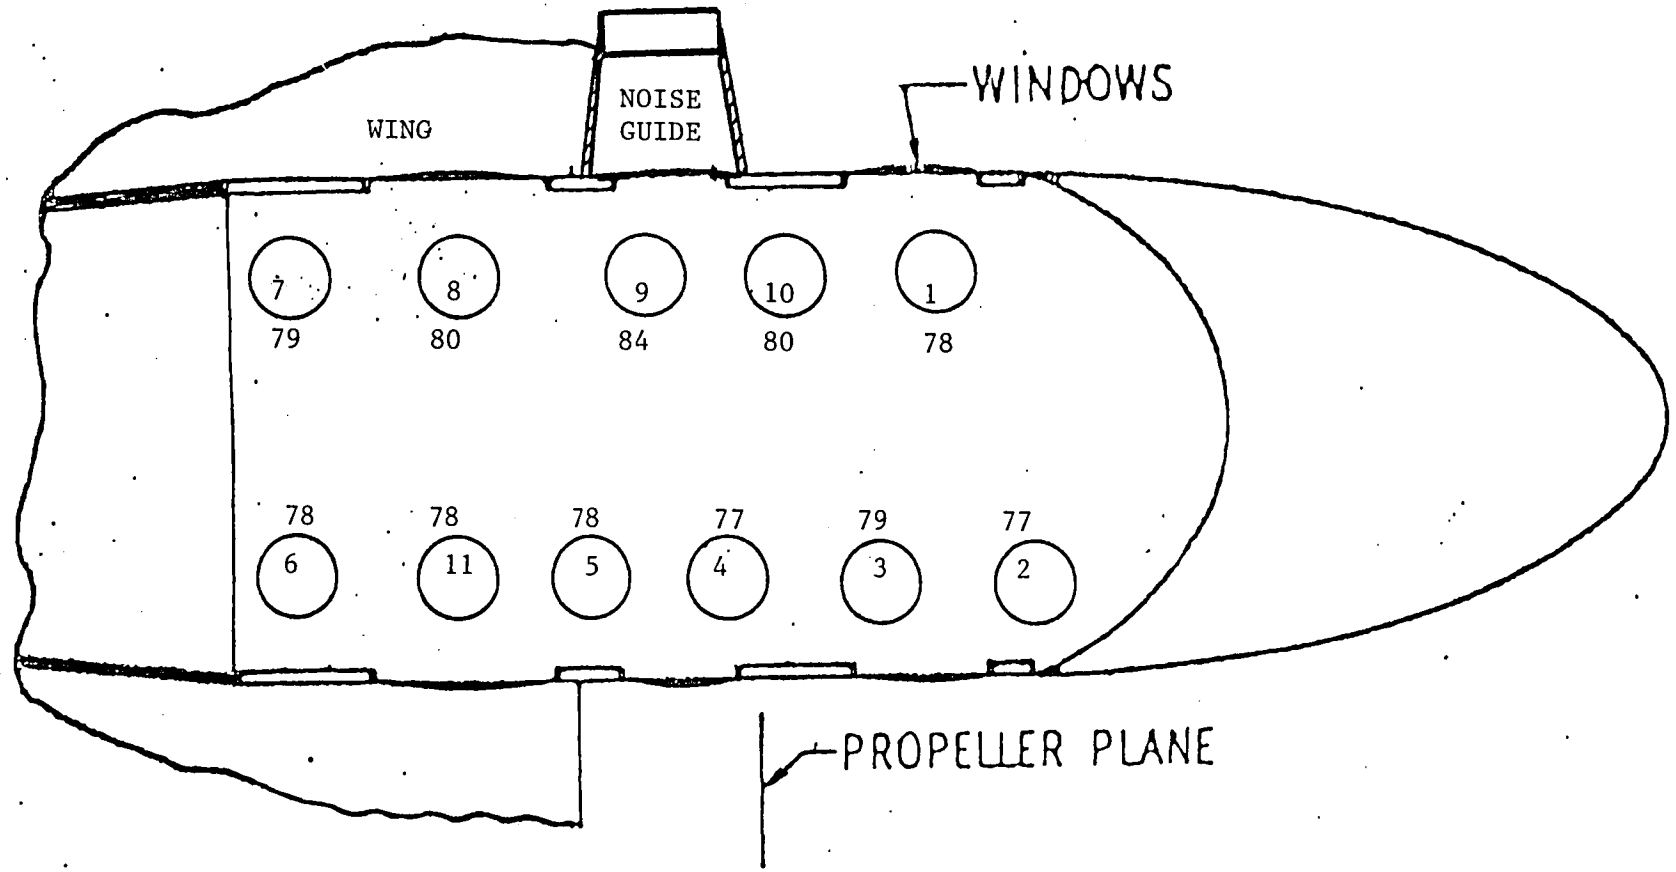 WINDOWS
NOISE
GUIDE
WING
7 8 9 10 1
79 80 84 80 78
78 78 78 77 79 77
6 11 5 4 3 2
PROPELLER PLANE